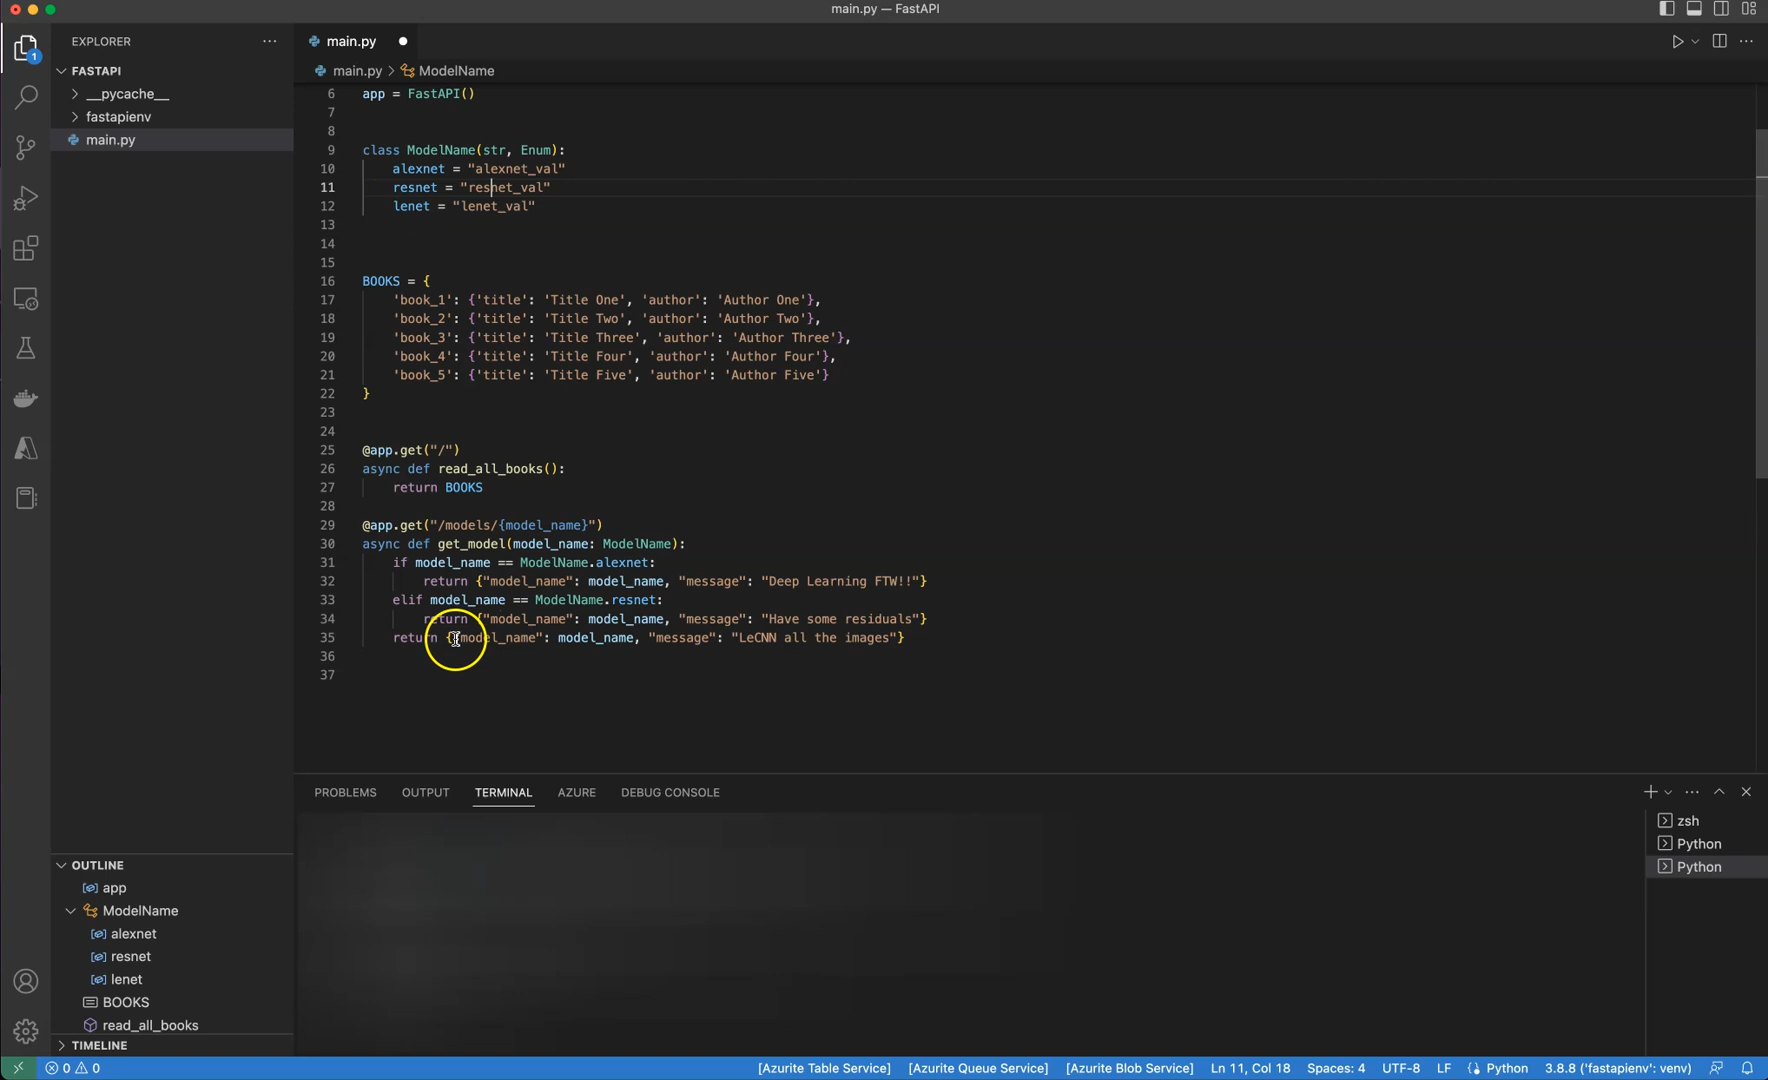 main.py — FastAPI
EXPLORER
main.py
1
FASTAPI
main.py > ModelName
__pycache__
fastapienv
main.py
6 app = FastAPI()
7
8
9 class ModelName(str, Enum):
10 alexnet = "alexnet_val"
11 resnet = "resnet_val"
12 lenet = "lenet_val"
13
14
15
16 BOOKS = {
17 'book_1': {'title': 'Title One', 'author': 'Author One'},
18 'book_2': {'title': 'Title Two', 'author': 'Author Two'},
19 'book_3': {'title': 'Title Three', 'author': 'Author Three'},
20 'book_4': {'title': 'Title Four', 'author': 'Author Four'},
21 'book_5': {'title': 'Title Five', 'author': 'Author Five'}
22 }
23
24
25 @app.get("/")
26 async def read_all_books():
27 return BOOKS
28
29 @app.get("/models/{model_name}")
30 async def get_model(model_name: ModelName):
31 if model_name == ModelName.alexnet:
32 return {"model_name": model_name, "message": "Deep Learning FTW!!"}
33 elif model_name == ModelName.resnet:
34 return {"model_name": model_name, "message": "Have some residuals"}
35 return {"model_name": model_name, "message": "LeCNN all the images"}
36
37
PROBLEMS OUTPUT TERMINAL AZURE DEBUG CONSOLE
zsh
Python
Python
OUTLINE
app
ModelName
alexnet
resnet
lenet
BOOKS
read_all_books
TIMELINE
0 0 [Azurite Table Service] [Azurite Queue Service] [Azurite Blob Service] Ln 11, Col 18 Spaces: 4 UTF-8 LF Python 3.8.8 ('fastapienv': venv)